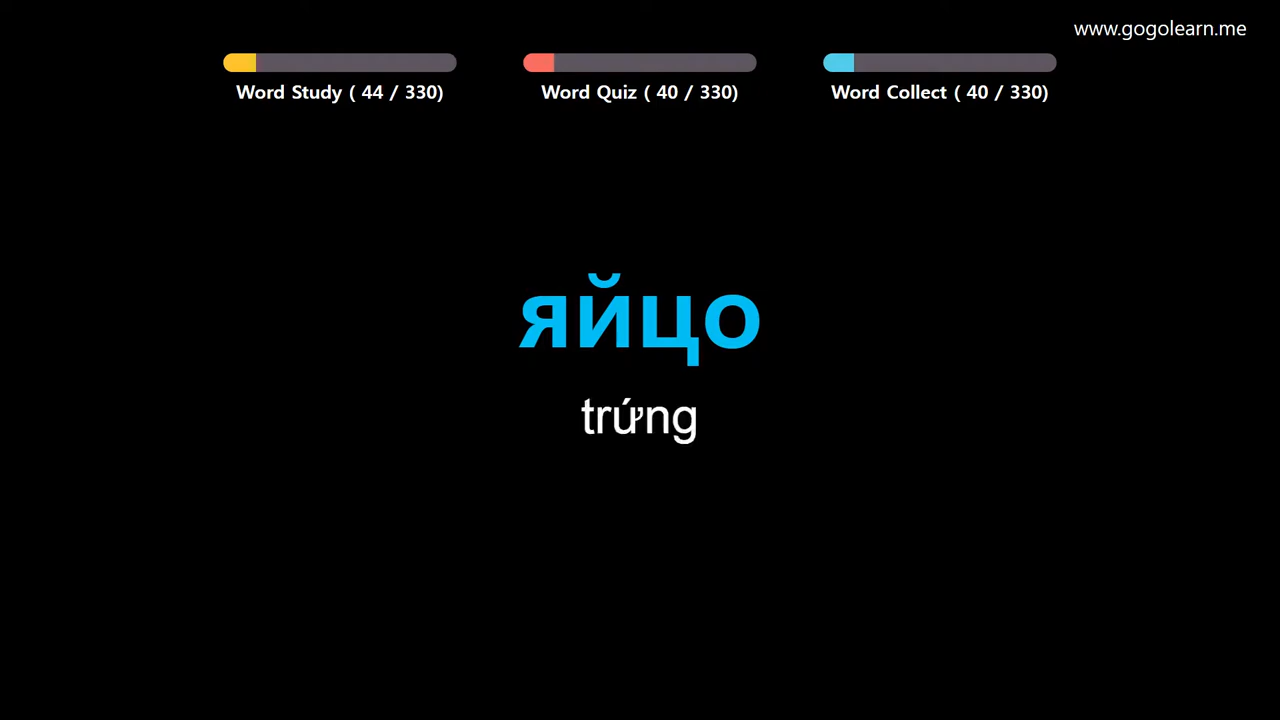 www.gogolearn.me
Word Study ( 44 / 330)
Word Quiz ( 40 / 330)
Word Collect ( 40 / 330)
яйцо
trứng